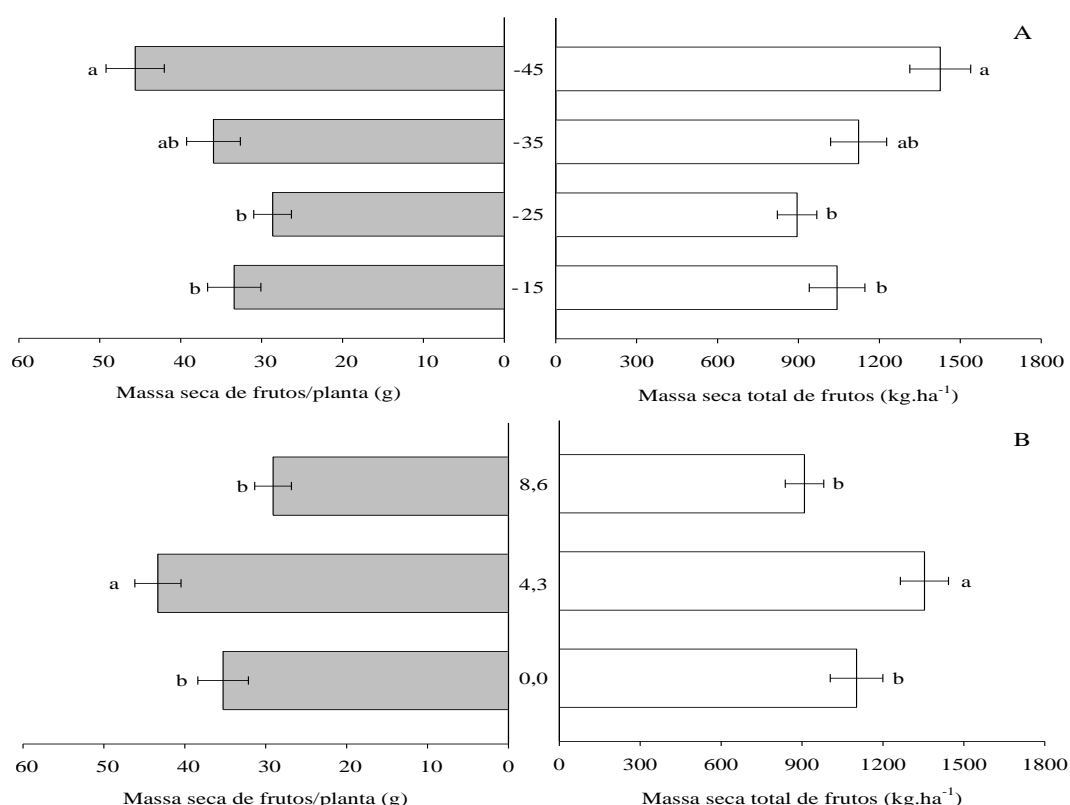 A
a -45 a
ab -35 ab
b -25 b
b -15 b
60 50 40 30 20 10 0 0 300 600 900 1200 1500 1800
Massa seca de frutos/planta (g) Massa seca total de frutos (kg.ha⁻¹)
B
b 8,6 b
a 4,3 a
b 0,0 b
60 50 40 30 20 10 0 0 300 600 900 1200 1500 1800
Massa seca de frutos/planta (g) Massa seca total de frutos (kg.ha⁻¹)